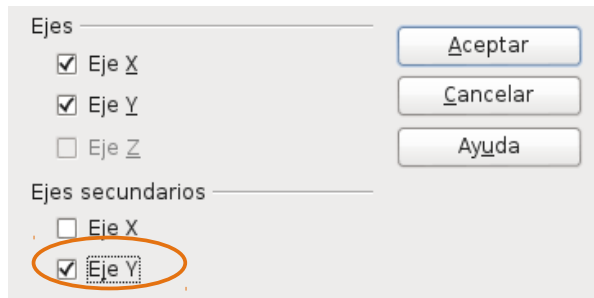 Ejes
Eje X
Eje Y
Eje Z
Ejes secundarios
Eje X
Eje Y
Aceptar
Cancelar
Ayuda